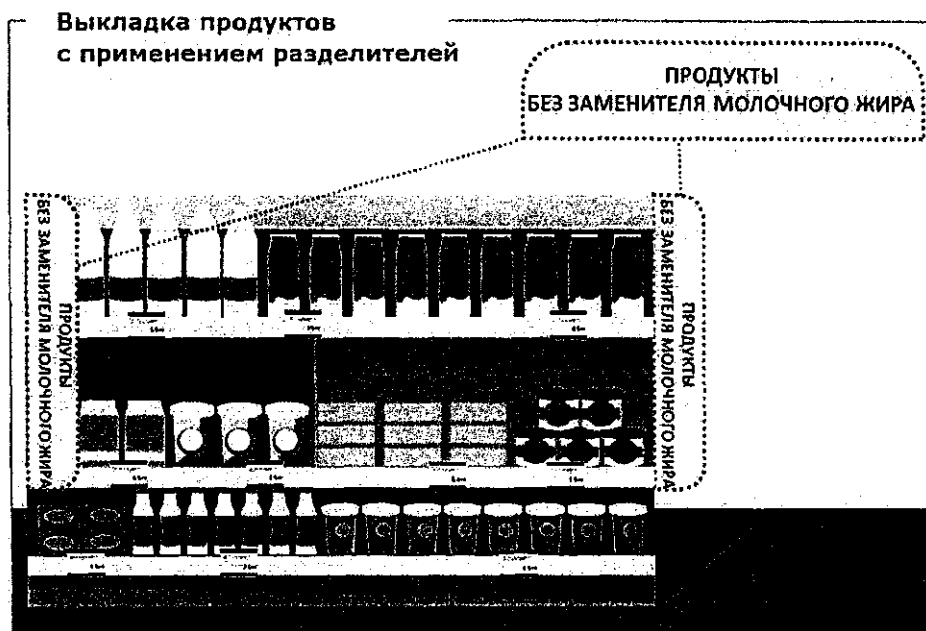 Выкладка продуктов
с применением разделителей
ПРОДУКТЫ
БЕЗ ЗАМЕНИТЕЛЯ МОЛОЧНОГО ЖИРА
ПРОДУКТЫ
БЕЗ ЗАМЕНИТЕЛЯ МОЛОЧНОГО ЖИРА
ПРОДУКТЫ
БЕЗ ЗАМЕНИТЕЛЯ МОЛОЧНОГО ЖИРА